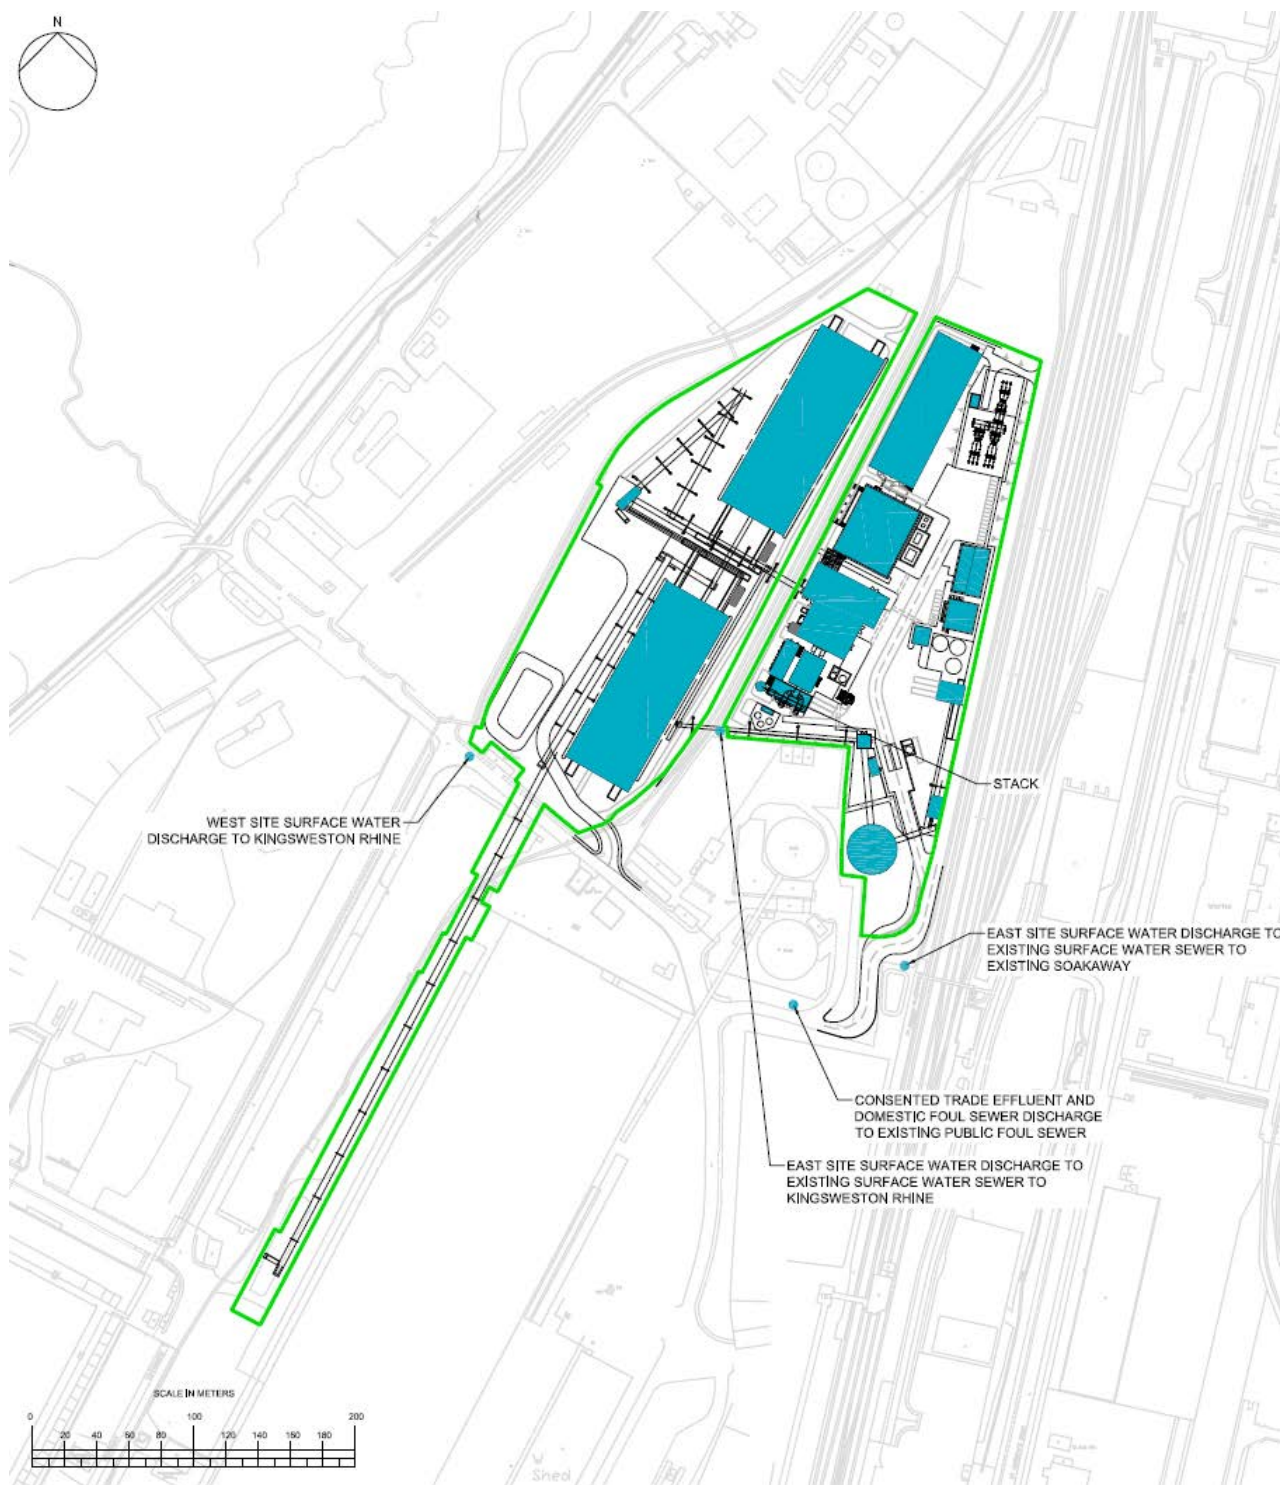 N
STACK
WEST SITE SURFACE WATER
DISCHARGE TO KINGSWESTON RHINE
EAST SITE SURFACE WATER DISCHARGE TO
EXISTING SURFACE WATER SEWER TO
EXISTING SOAKAWAY
CONSENTED TRADE EFFLUENT AND
DOMESTIC FOUL SEWER DISCHARGE
TO EXISTING PUBLIC FOUL SEWER
EAST SITE SURFACE WATER DISCHARGE TO
EXISTING SURFACE WATER SEWER TO
KINGSWESTON RHINE
SCALE IN METERS
0 100 200
20 40 60 80 120 140 160 180
Shed